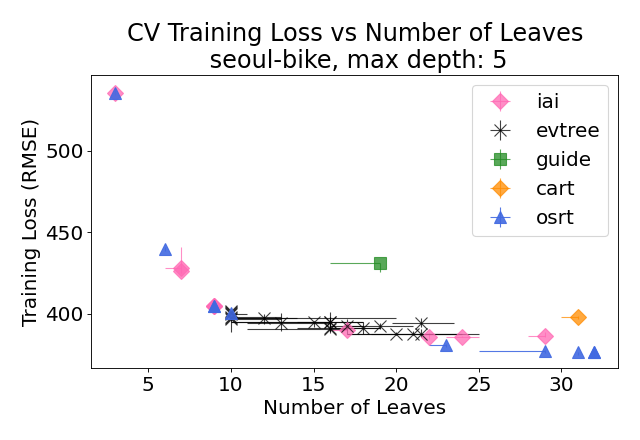 CV Training Loss vs Number of Leaves
seoul-bike, max depth: 5
Training Loss (RMSE)
500
450
400
iai
evtree
guide
cart
osrt
5
10
15
20
25
30
Number of Leaves